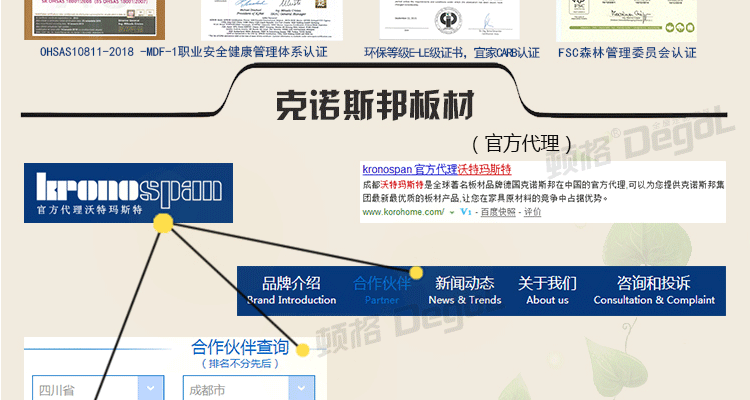 OHSAS10811-2018 -MDF-1职业安全健康管理体系认证
环保等级E-LE级证书，宜家CARB认证
FSC森林管理委员会认证
克诺斯邦板材
（官方代理）
顿格®DegoL
kronospan
官方代理沃特玛斯特
kronospan 官方代理沃特玛斯特
成都沃特玛斯特是全球著名板材品牌德国克诺斯邦在中国的官方代理,可以为您提供克诺斯邦集
团最新最优质的板材产品,让您在家具原材料的竞争中占据优势。
www.korohome.com/ - V1 - 百度快照 - 评价
品牌介绍 合作伙伴 新闻动态 关于我们 咨询和投诉
Brand Introduction Partner News & Trends About us Consultation & Complaint
顿格 DegoL
合作伙伴查询
（排名不分先后）
四川省 成都市